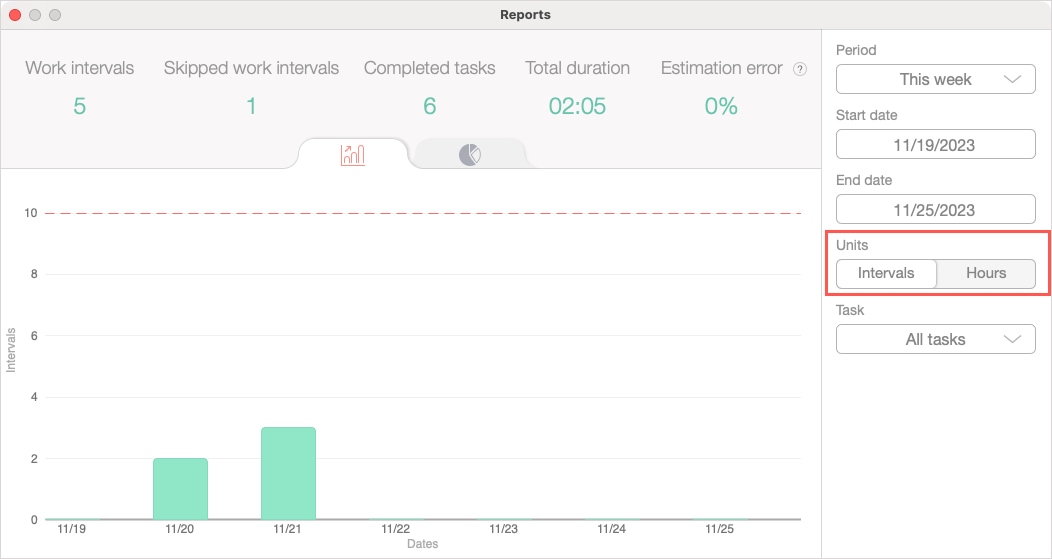 Reports
Work intervals
5
Skipped work intervals
1
Completed tasks
6
Total duration
02:05
Estimation error ?
0%
10
8
6
4
2
0
Intervals
11/19 11/20 11/21 11/22 11/23 11/24 11/25
Dates
Period
This week
Start date
11/19/2023
End date
11/25/2023
Units
Intervals Hours
Task
All tasks